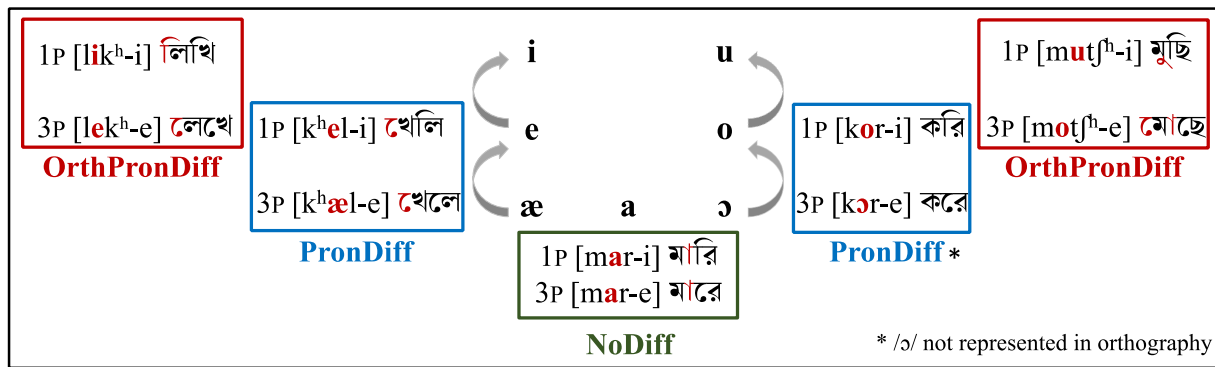 1P [likʰ-i] লিখি
3P [lekʰ-e] লেখে
OrthPronDiff
1P [kʰel-i] খেলি
3P [kʰæl-e] খেলে
PronDiff
i u
e o
æ a ɔ
1P [mar-i] মারি
3P [mar-e] মারে
NoDiff
1P [kor-i] করি
3P [kɔr-e] করে
PronDiff *
1P [mutʃʰ-i] মুছি
3P [motʃʰ-e] মোছে
OrthPronDiff
* /ɔ/ not represented in orthography